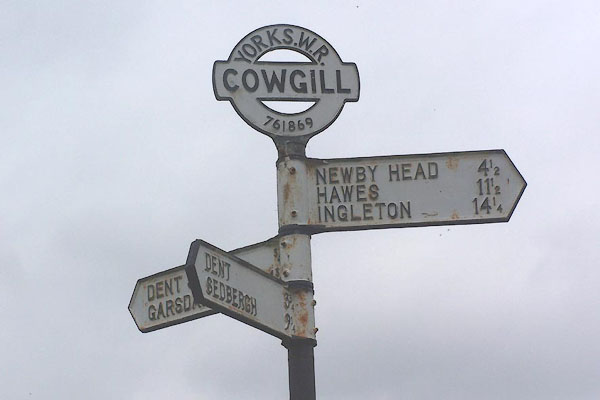 YORKS. W.R.
COWGILL
761869
NEWBY HEAD 4½
HAWES 11½
INGLETON 14¼
DENT
SEDBERGH
DENT